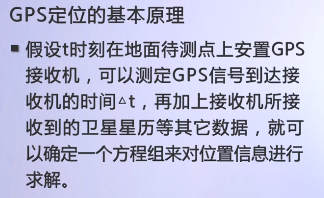 GPS定位的基本原理
▪ 假设t时刻在地面待测点上安置GPS
接收机，可以测定GPS信号到达接
收机的时间△t，再加上接收机所接
收到的卫星星历等其它数据，就可
以确定一个方程组来对位置信息进行
求解。